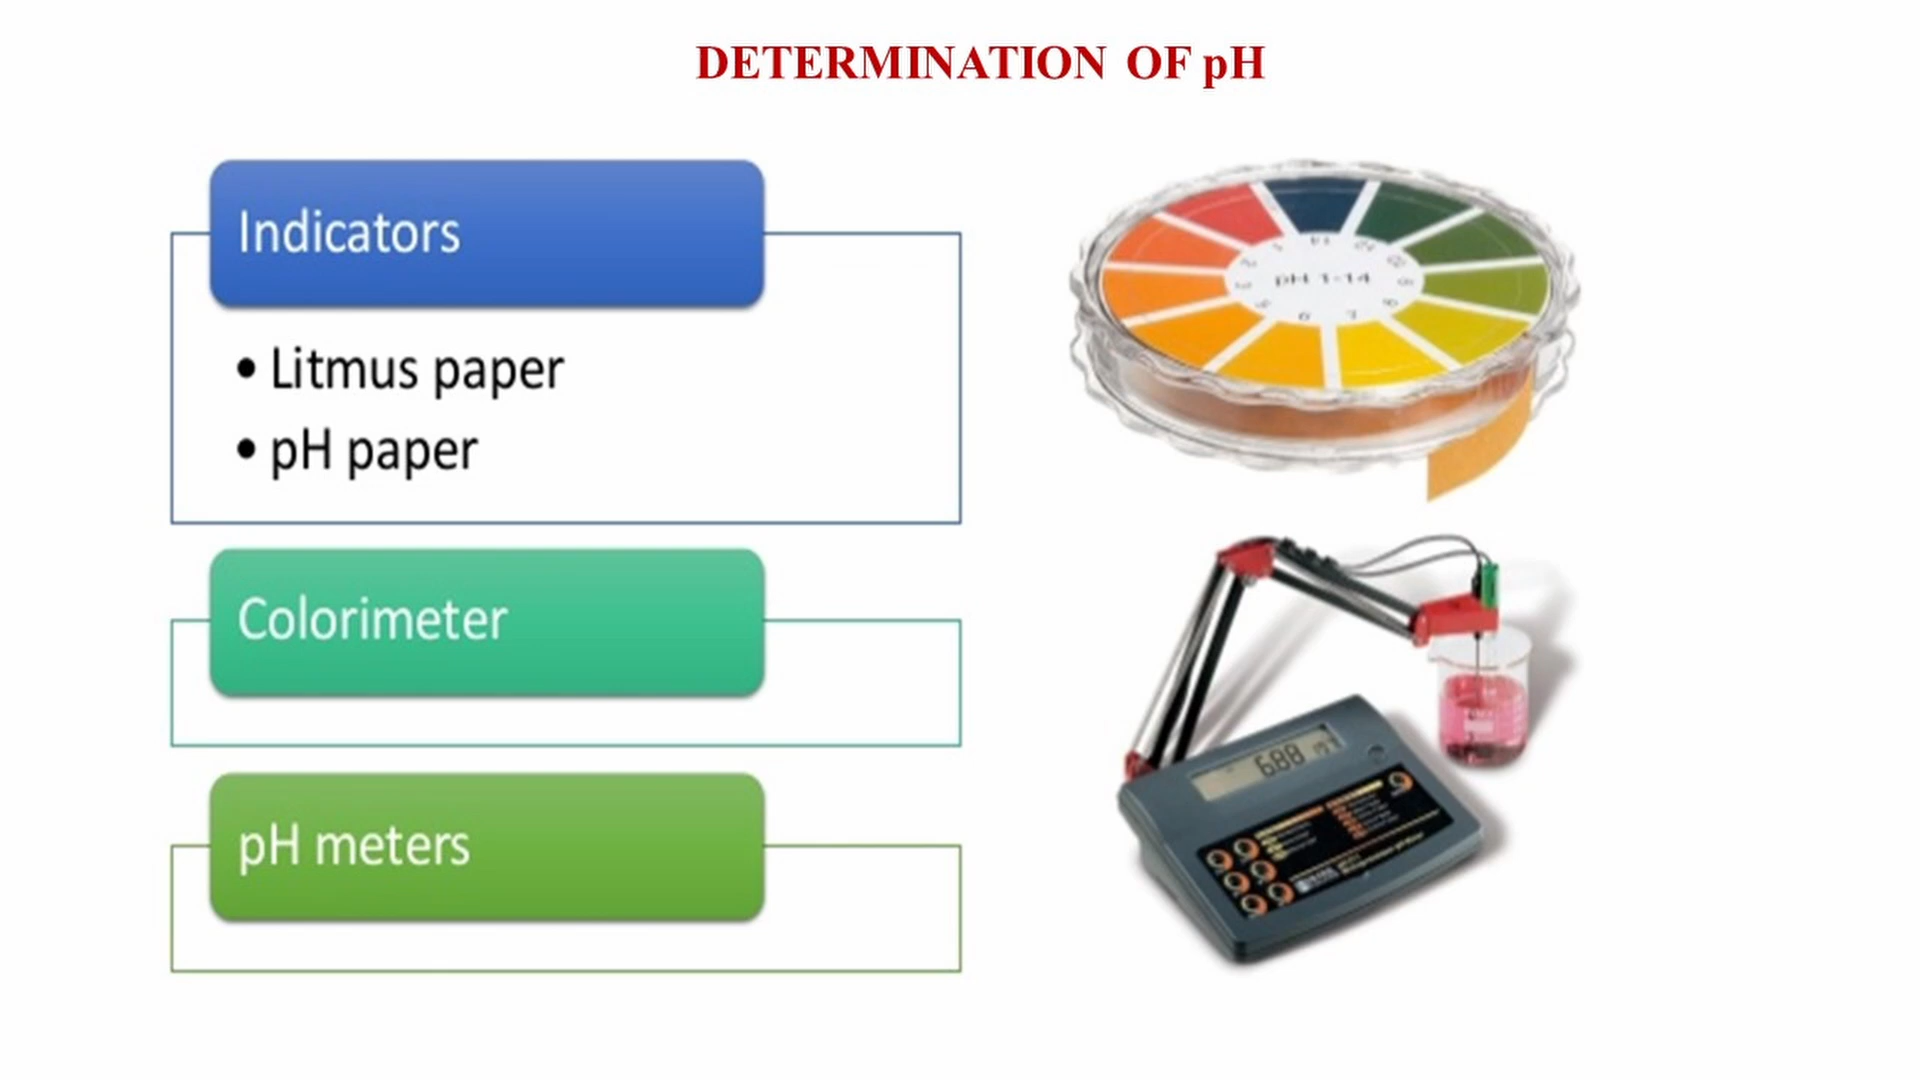 DETERMINATION OF pH
Indicators
• Litmus paper
• pH paper
Colorimeter
pH meters
pH 1-14
6.88